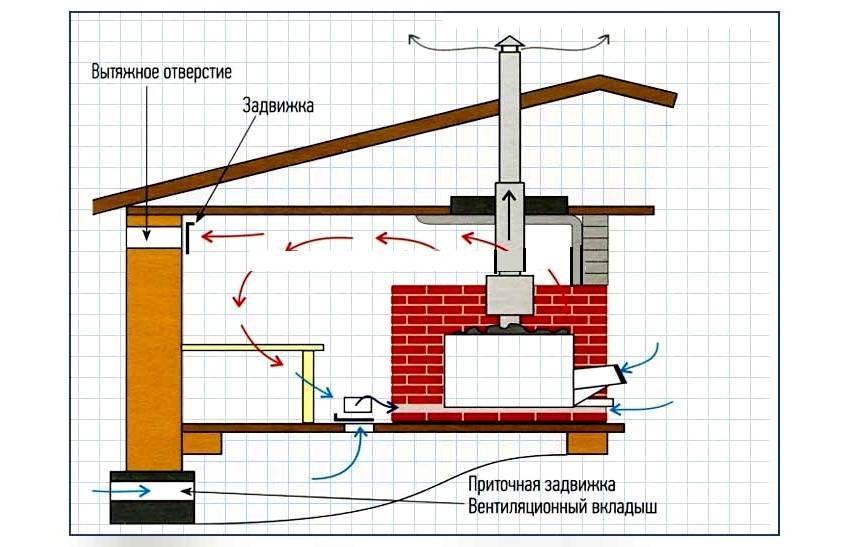 Вытяжное отверстие
Задвижка
Приточная задвижка
Вентиляционный вкладыш